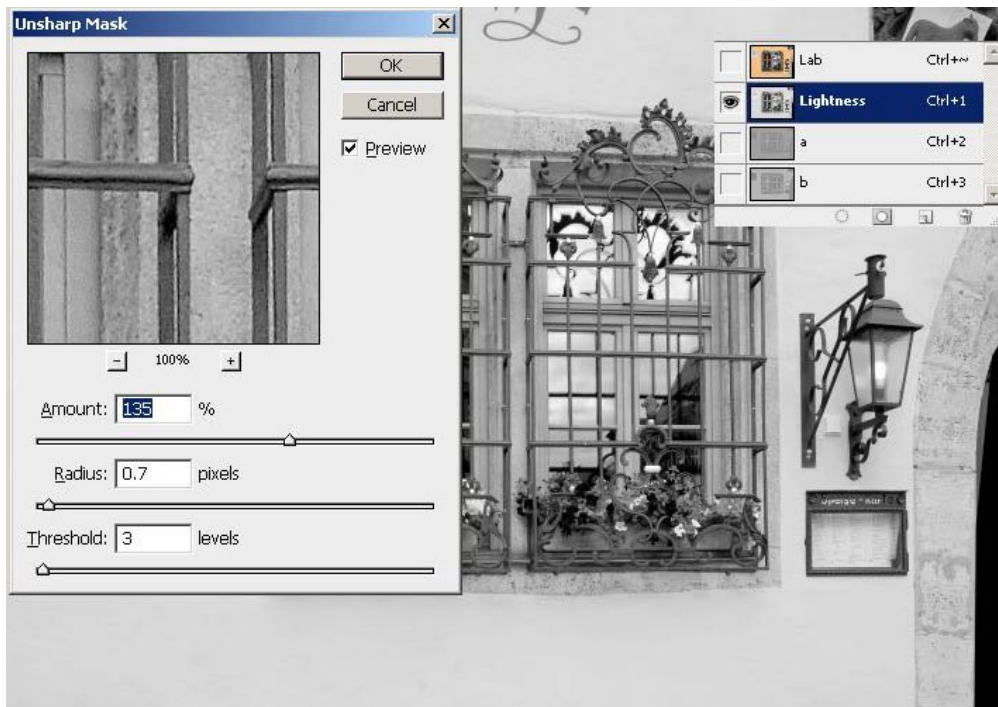 Unsharp Mask
OK
Cancel
Preview
- 100% +
Amount: 135 %
Radius: 0.7 pixels
Threshold: 3 levels
Lab Ctrl+~
Lightness Ctrl+1
a Ctrl+2
b Ctrl+3